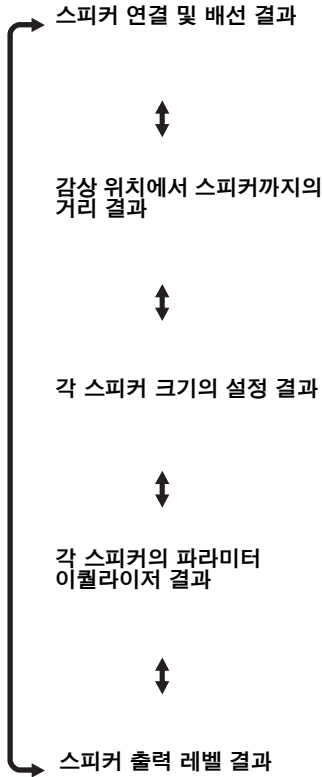 스피커 연결 및 배선 결과
감상 위치에서 스피커까지의
거리 결과
각 스피커 크기의 설정 결과
각 스피커의 파라미터
이퀄라이저 결과
스피커 출력 레벨 결과